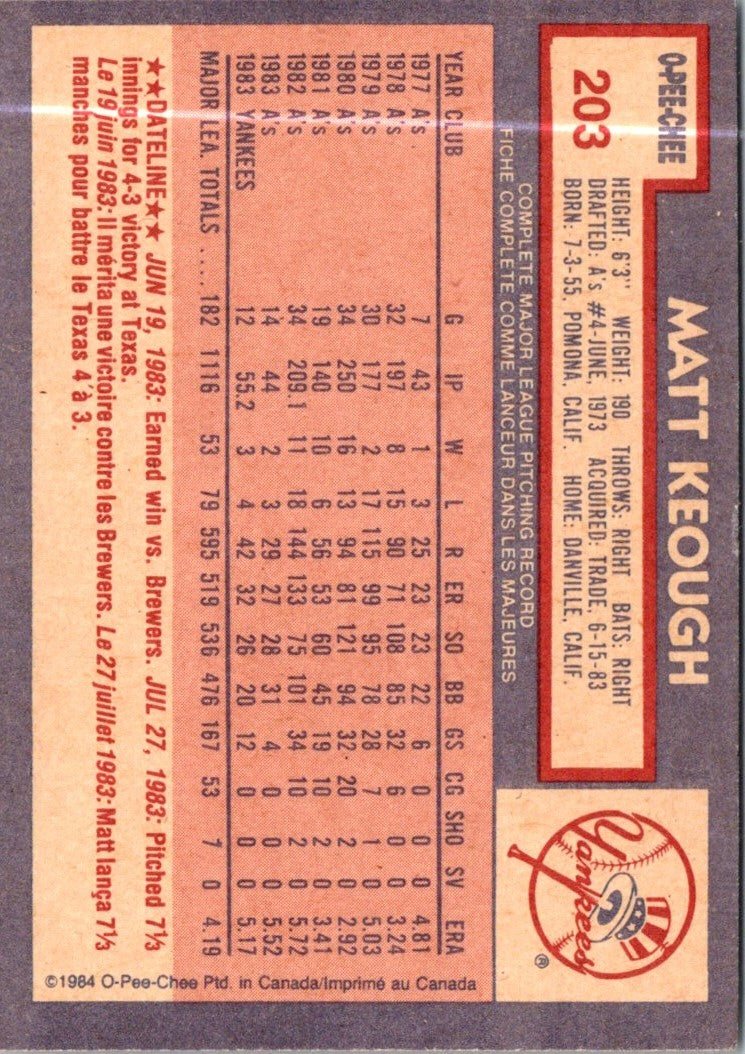 O-PEE-CHEE
203
MATT KEOUGH
HEIGHT: 6'3" WEIGHT: 190 THROWS: RIGHT BATS: RIGHT
DRAFTED: A's #4-JUNE, 1973 ACQUIRED: TRADE, 6-15-83
BORN: 7-3-55, POMONA, CALIF. HOME: DANVILLE, CALIF.
Yankees ®
COMPLETE MAJOR LEAGUE PITCHING RECORD
FICHE COMPLETE COMME LANCEUR DANS LES MAJEURES
YEAR CLUB G IP W L R ER SO BB GS CG SHO SV ERA
1977 A's 7 43 1 3 25 23 23 22 6 0 0 0 4.81
1978 A's 32 197 8 15 90 71 108 85 32 6 0 0 3.24
1979 A's 30 177 2 17 115 99 95 78 28 7 1 0 5.03
1980 A's 34 250 16 13 94 81 121 94 32 20 2 0 2.92
1981 A's 19 140 10 6 56 53 60 45 19 10 2 0 3.41
1982 A's 34 209.1 11 18 144 133 75 101 34 10 2 0 5.72
1983 A's 14 44 2 3 29 27 28 31 4 0 0 0 5.52
1983 YANKEES 12 55.2 3 4 42 32 26 20 12 0 0 0 5.17
MAJOR LEA. TOTALS ..... 182 1116 53 79 595 519 536 476 167 53 7 0 4.19
★★DATELINE★★ JUN 19, 1983: Earned win vs. Brewers. JUL 27, 1983: Pitched 7⅓
innings for 4-3 victory at Texas.
Le 19 juin 1983: Il mérita une victoire contre les Brewers. Le 27 juillet 1983: Matt lança 7⅓
manches pour battre le Texas 4 à 3.
©1984 O-Pee-Chee Ptd. in Canada/Imprimé au Canada